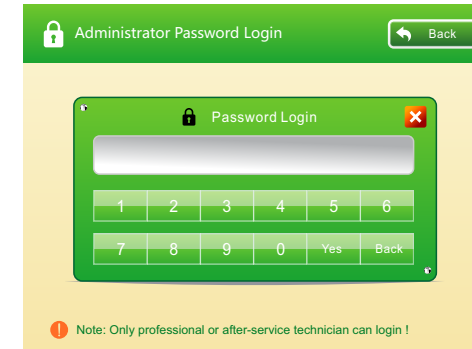 Administrator Password Login
Back
Password Login
1 2 3 4 5 6
7 8 9 0 Yes Back
Note: Only professional or after-service technician can login !